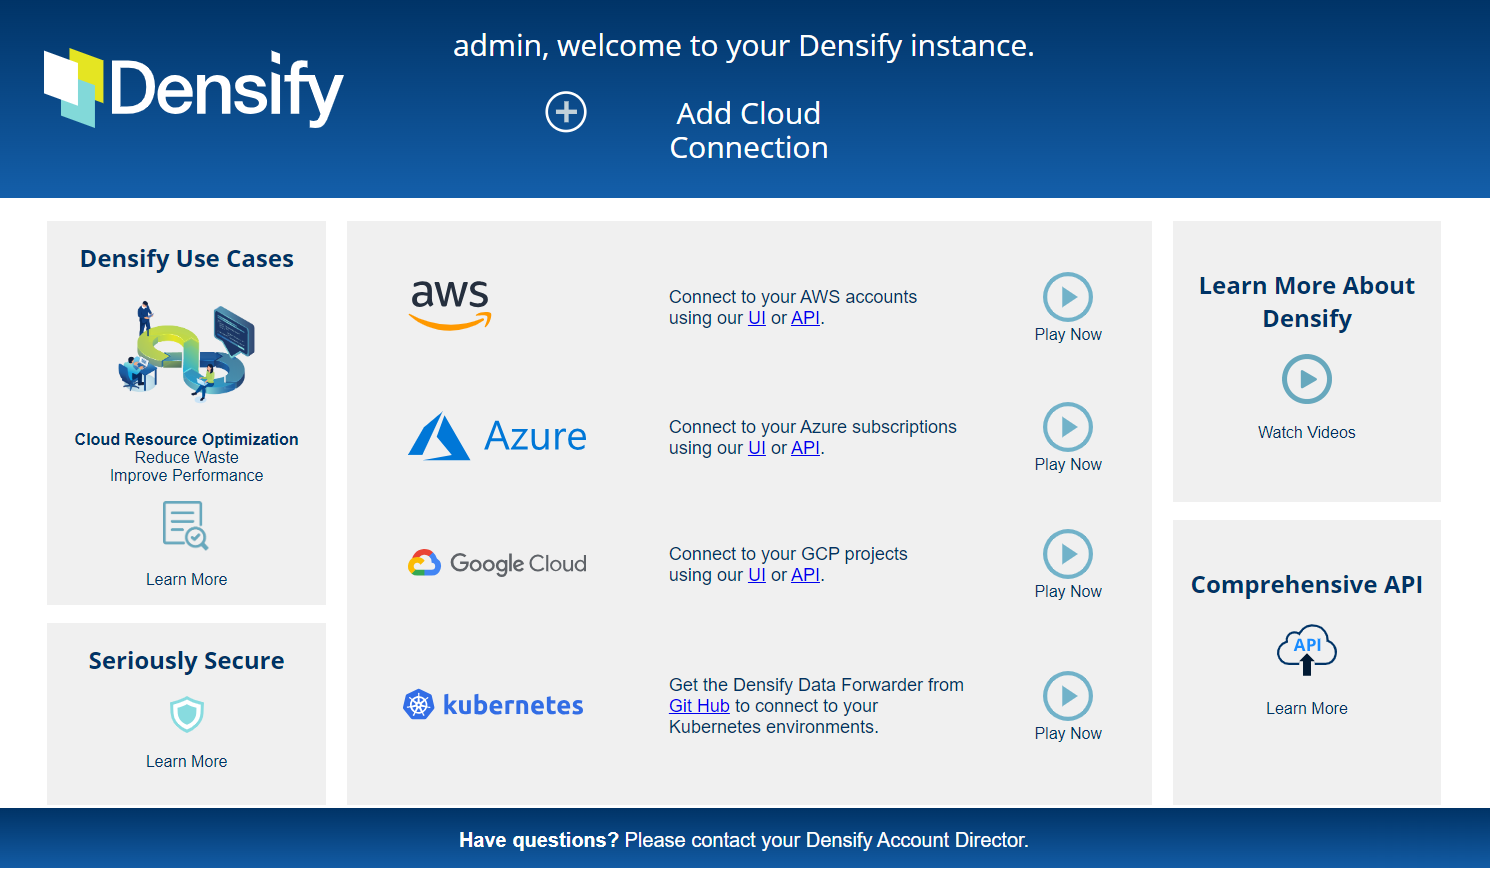 Densify
admin, welcome to your Densify instance.
Add Cloud
Connection
Densify Use Cases
Cloud Resource Optimization
Reduce Waste
Improve Performance
Learn More
Seriously Secure
Learn More
aws
Connect to your AWS accounts
using our UI or API.
Play Now
Azure
Connect to your Azure subscriptions
using our UI or API.
Play Now
Google Cloud
Connect to your GCP projects
using our UI or API.
Play Now
kubernetes
Get the Densify Data Forwarder from
Git Hub to connect to your
Kubernetes environments.
Play Now
Learn More About
Densify
Watch Videos
Comprehensive API
API
Learn More
Have questions? Please contact your Densify Account Director.